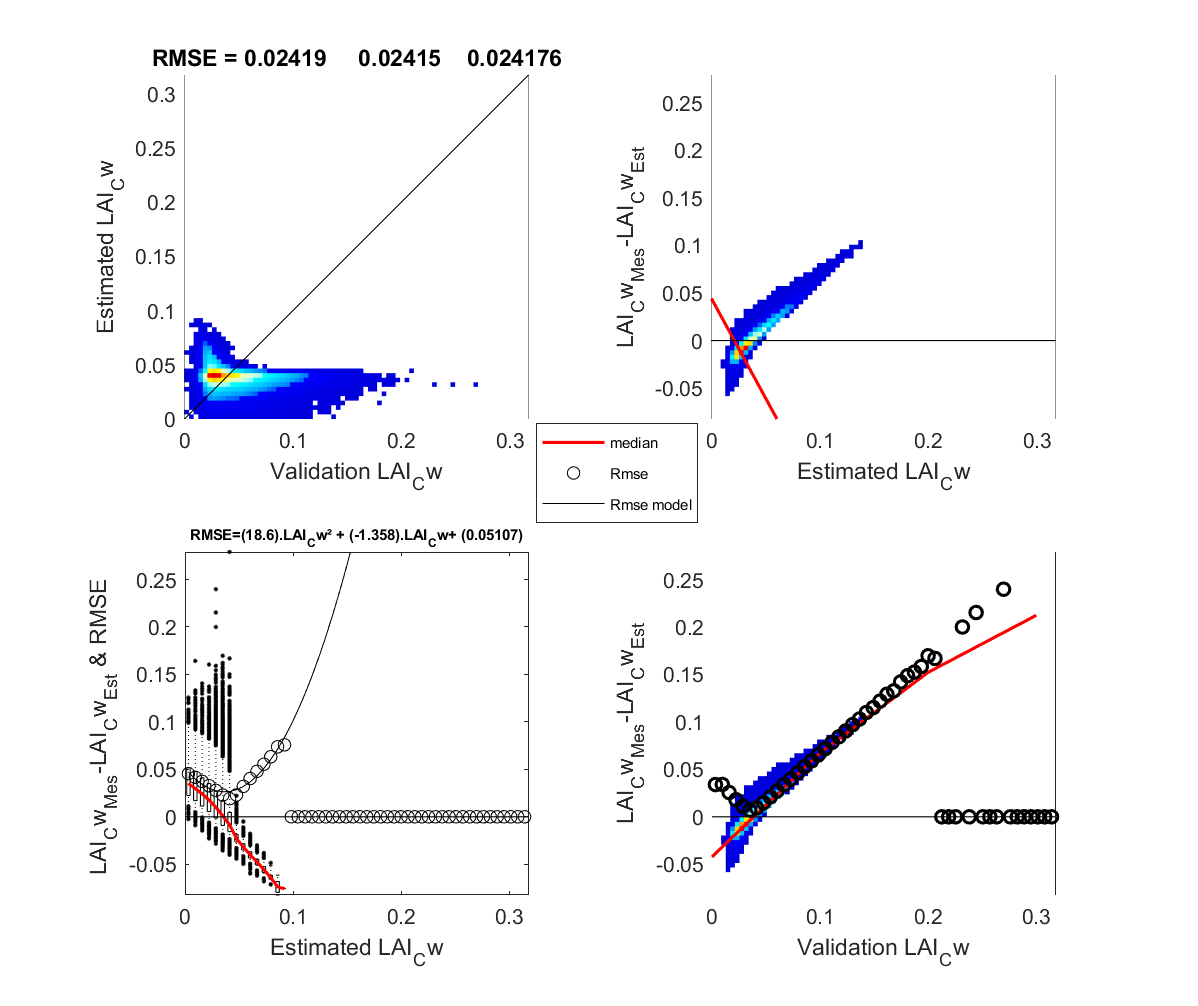 RMSE = 0.02419 0.02415 0.024176
0.3
0.25
0.2
0.15
0.1
0.05
0
0 0.1 0.2 0.3
Estimated LAI_Cw
Validation LAI_Cw
0.25
0.2
0.15
0.1
0.05
0
-0.05
0 0.1 0.2 0.3
LAI_Cw_Mes-LAI_Cw_Est
Estimated LAI_Cw
median
Rmse
Rmse model
RMSE=(18.6).LAI_Cw² + (-1.358).LAI_Cw+ (0.05107)
0.25
0.2
0.15
0.1
0.05
0
-0.05
0 0.1 0.2 0.3
LAI_Cw_Mes-LAI_Cw_Est & RMSE
Estimated LAI_Cw
0.25
0.2
0.15
0.1
0.05
0
-0.05
0 0.1 0.2 0.3
LAI_Cw_Mes-LAI_Cw_Est
Validation LAI_Cw